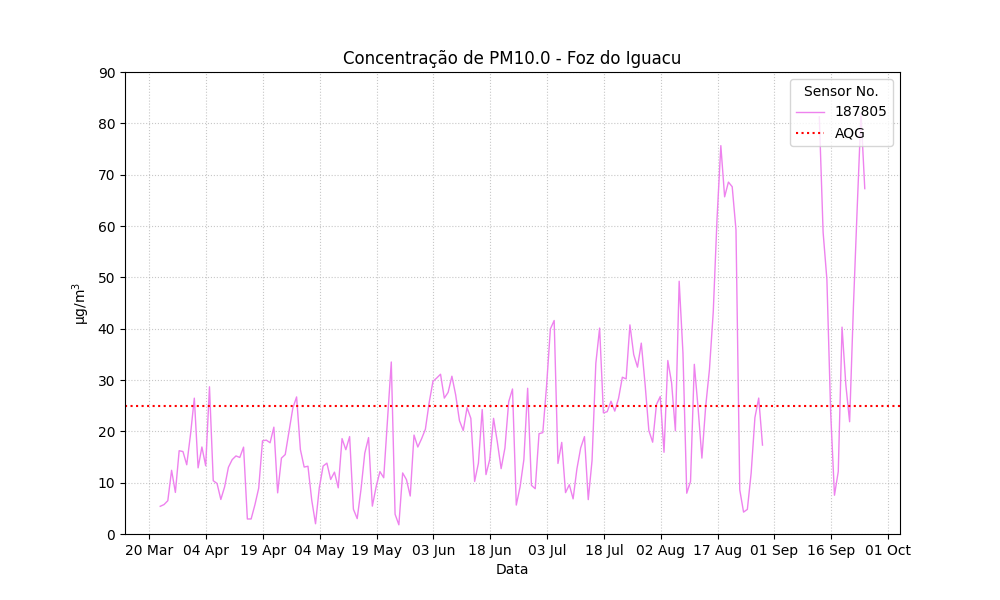 Concentração de PM10.0 - Foz do Iguacu
Sensor No.
187805
AQG
90
80
70
60
50
40
30
20
10
0
µg/m³
20 Mar 04 Apr 19 Apr 04 May 19 May 03 Jun 18 Jun 03 Jul 18 Jul 02 Aug 17 Aug 01 Sep 16 Sep 01 Oct
Data